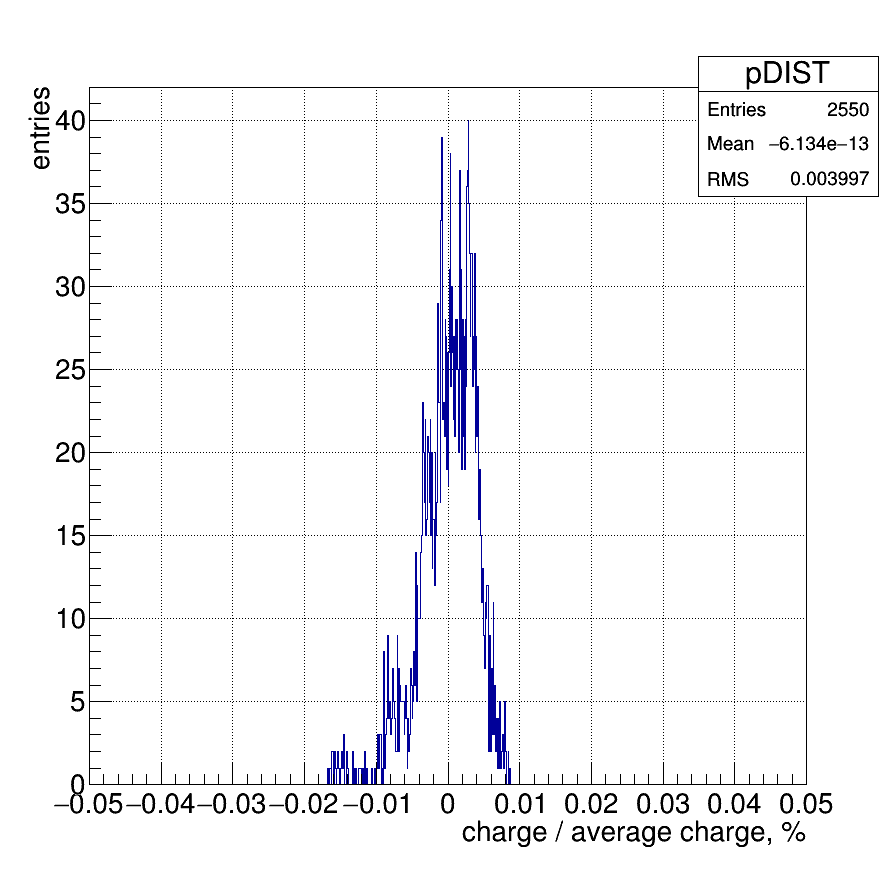 pDIST
Entries 2550
Mean −6.134e−13
RMS 0.003997
entries
40
35
30
25
20
15
10
5
0
−0.05 −0.04 −0.03 −0.02 −0.01 0 0.01 0.02 0.03 0.04 0.05
charge / average charge, %